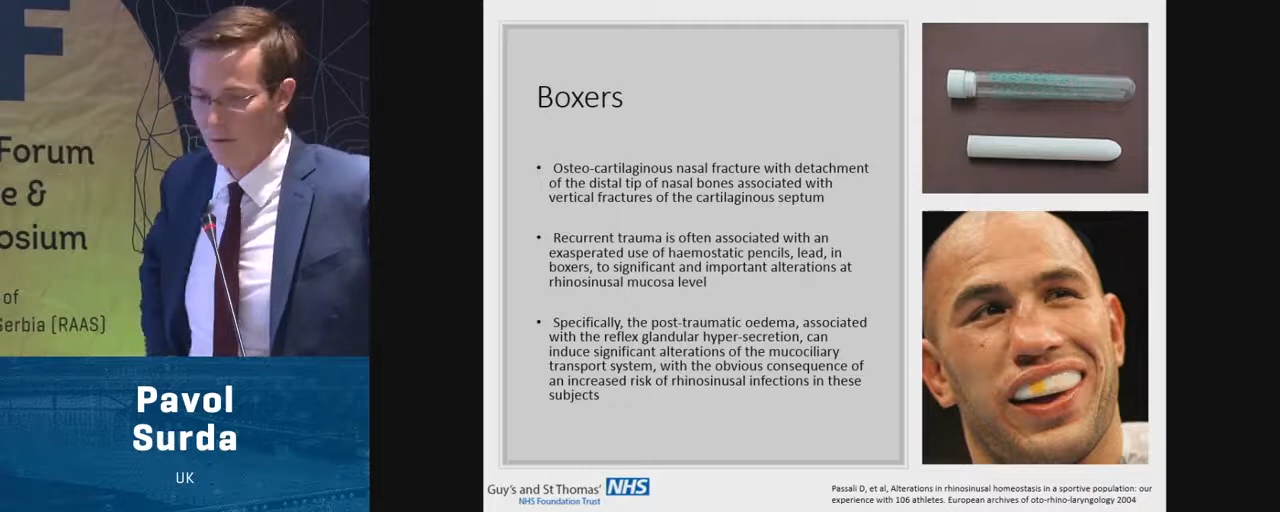 Forum
e &
osium
of
Serbia (RAAS)
Pavol
Surda
UK
Boxers
• Osteo-cartilaginous nasal fracture with detachment
of the distal tip of nasal bones associated with
vertical fractures of the cartilaginous septum
• Recurrent trauma is often associated with an
exasperated use of haemostatic pencils, lead, in
boxers, to significant and important alterations at
rhinosinusal mucosa level
• Specifically, the post-traumatic oedema, associated
with the reflex glandular hyper-secretion, can
induce significant alterations of the mucociliary
transport system, with the obvious consequence of
an increased risk of rhinosinusal infections in these
subjects
Guy's and St Thomas' NHS
NHS Foundation Trust
Passali D, et al, Alterations in rhinosinusal homeostasis in a sportive population: our
experience with 106 athletes. European archives of oto-rhino-laryngology 2004